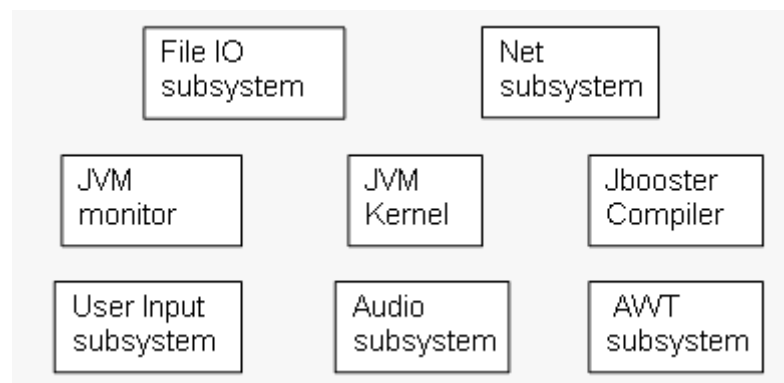 File IO
subsystem
Net
subsystem
JVM
monitor
JVM
Kernel
Jbooster
Compiler
User Input
subsystem
Audio
subsystem
AWT
subsystem